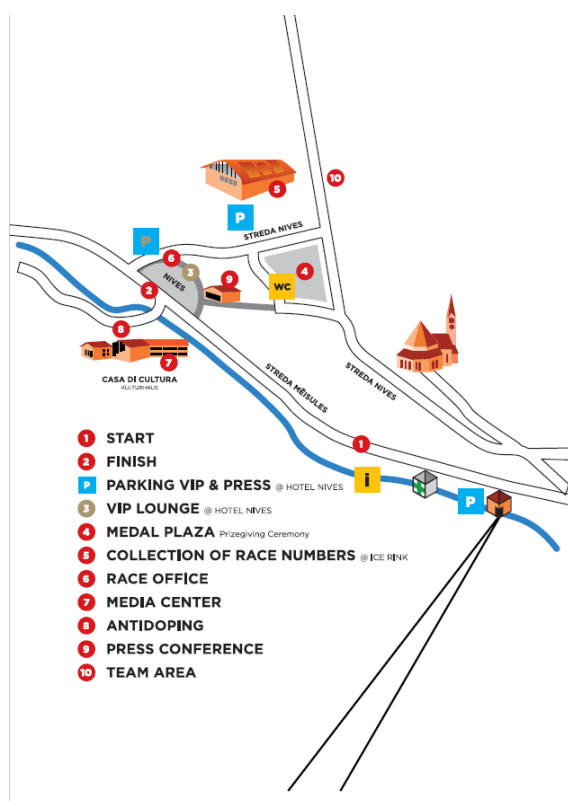 10
5
P
STREDA NIVES
P
6
3
9
4
NIVES
WC
2
8
7
CASA DI CULTURA
KULTURHAUS
STREDA MËISULES
STREDA NIVES
1
i
P
1 START
2 FINISH
P PARKING VIP & PRESS @ HOTEL NIVES
3 VIP LOUNGE @ HOTEL NIVES
4 MEDAL PLAZA Prizegiving Ceremony
5 COLLECTION OF RACE NUMBERS @ ICE RINK
6 RACE OFFICE
7 MEDIA CENTER
8 ANTIDOPING
9 PRESS CONFERENCE
10 TEAM AREA